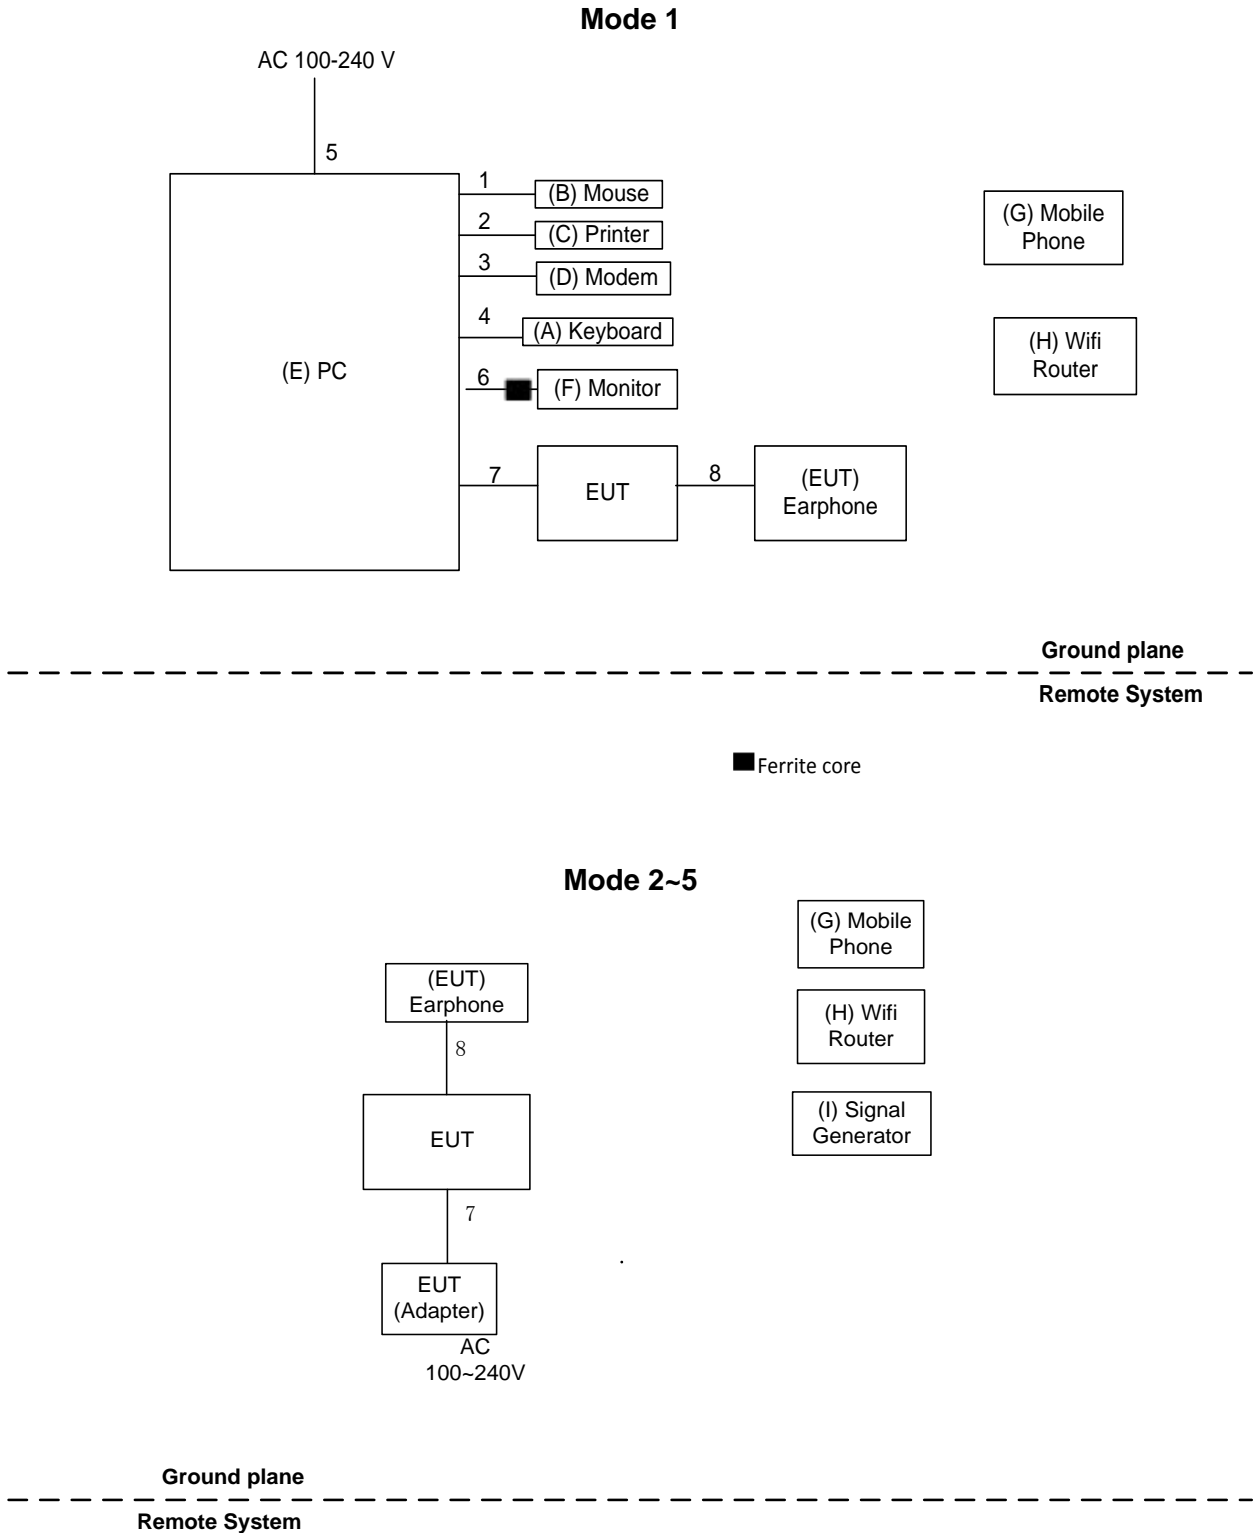 Mode 1
AC 100-240 V
5
1
(B) Mouse
2
(C) Printer
3
(D) Modem
4
(A) Keyboard
(E) PC
6
(F) Monitor
7
EUT
8
(EUT)
Earphone
(G) Mobile
Phone
(H) Wifi
Router
Ground plane
Remote System
Ferrite core
Mode 2~5
(EUT)
Earphone
8
EUT
7
EUT
(Adapter)
AC
100~240V
(G) Mobile
Phone
(H) Wifi
Router
(I) Signal
Generator
.
Ground plane
Remote System